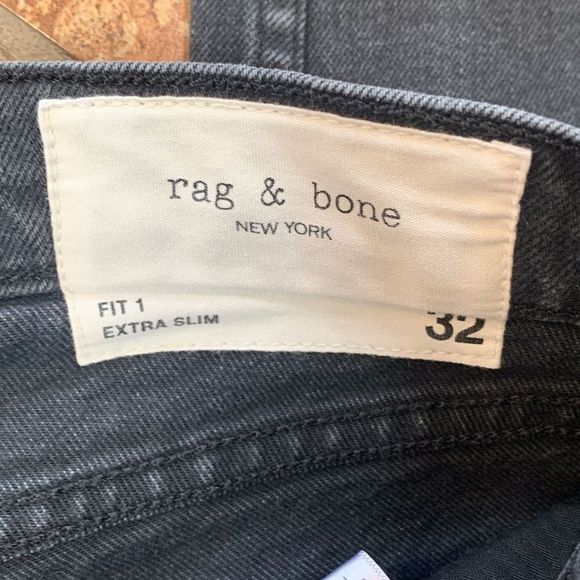 rag & bone
NEW YORK
FIT 1
EXTRA SLIM
32